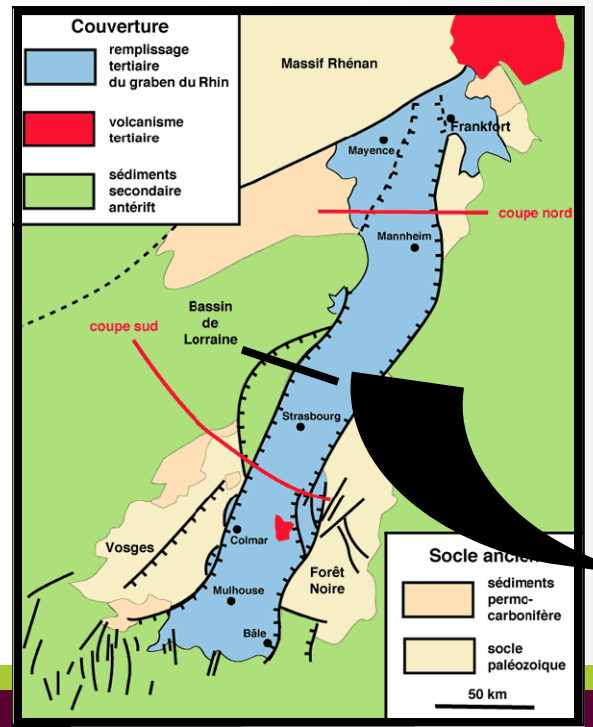 Couverture
remplissage
tertiaire
du graben du Rhin
volcanisme
tertiaire
sédiments
secondaire
antérift
Massif Rhénan
Frankfort
Mayence
coupe nord
Mannheim
Bassin
de
Lorraine
coupe sud
Strasbourg
Vosges
Colmar
Forêt
Noire
Mulhouse
Bâle
Socle
sédiments
permo-
carbonifère
socle
paléozoique
50 km